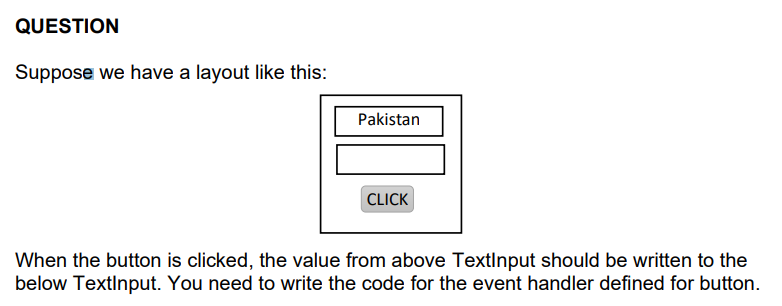 QUESTION
Suppose we have a layout like this:
Pakistan
CLICK
When the button is clicked, the value from above TextInput should be written to the
below TextInput. You need to write the code for the event handler defined for button.